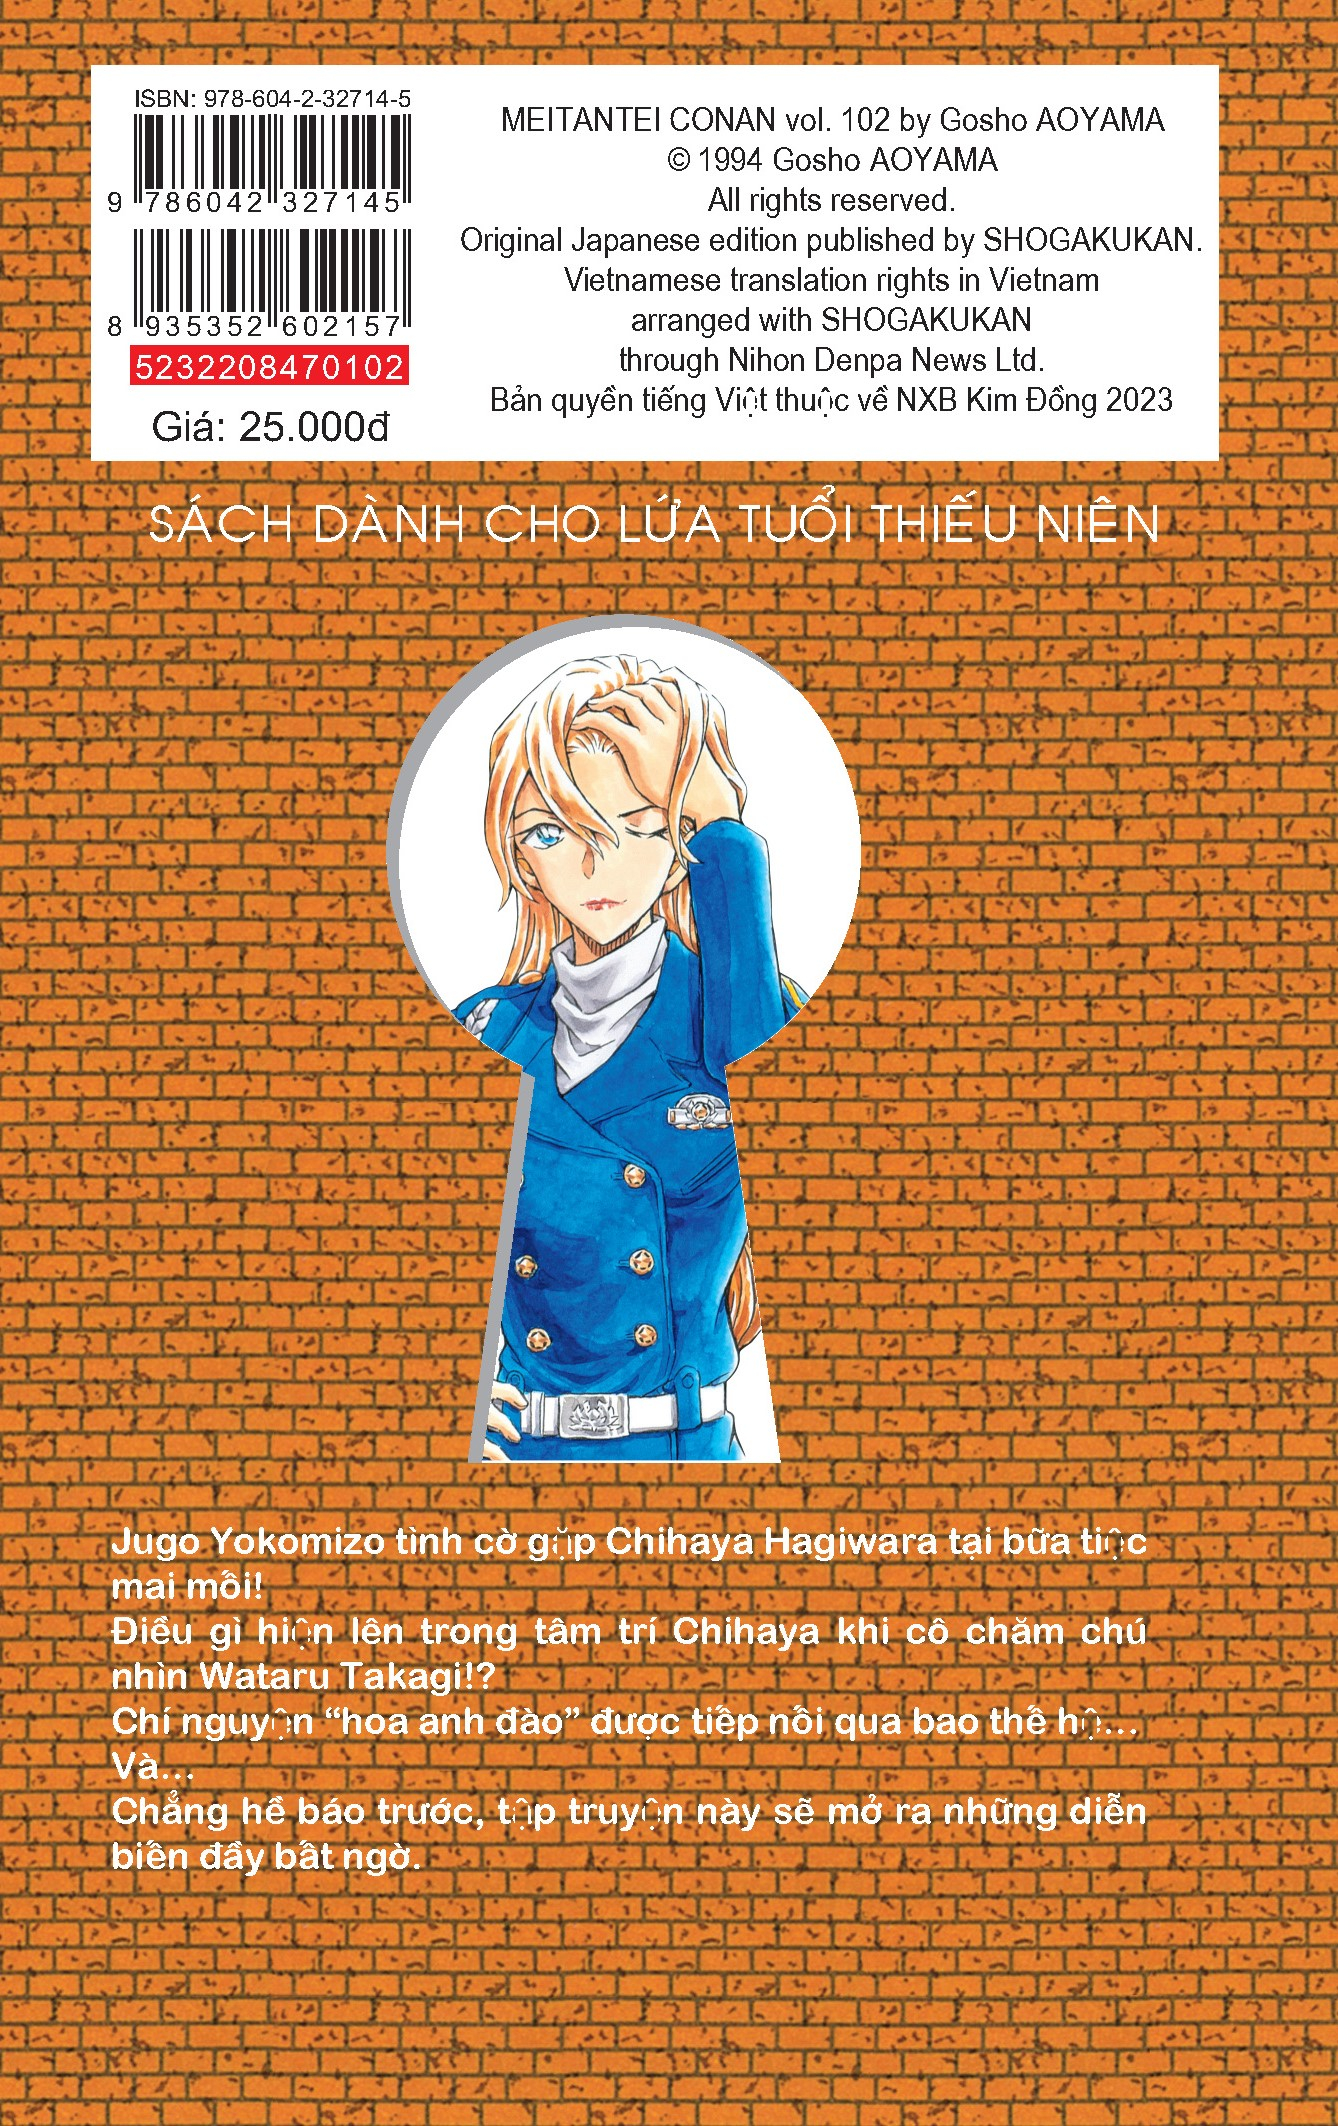 ISBN: 978-604-2-32714-5
9 786042 327145
8 935352 602157
5232208470102
Giá: 25.000đ
MEITANTEI CONAN vol. 102 by Gosho AOYAMA
© 1994 Gosho AOYAMA
All rights reserved.
Original Japanese edition published by SHOGAKUKAN.
Vietnamese translation rights in Vietnam
arranged with SHOGAKUKAN
through Nihon Denpa News Ltd.
Bản quyền tiếng Việt thuộc về NXB Kim Đồng 2023
SÁCH DÀNH CHO LỨA TUỔI THIẾU NIÊN
Jugo Yokomizo tình cờ gặp Chihaya Hagiwara tại bữa tiệc
mai mối!
Điều gì hiện lên trong tâm trí Chihaya khi cô chăm chú
nhìn Wataru Takagi!?
Chí nguyện “hoa anh đào” được tiếp nối qua bao thế hệ...
Và...
Chẳng hề báo trước, tập truyện này sẽ mở ra những diễn
biến đầy bất ngờ.